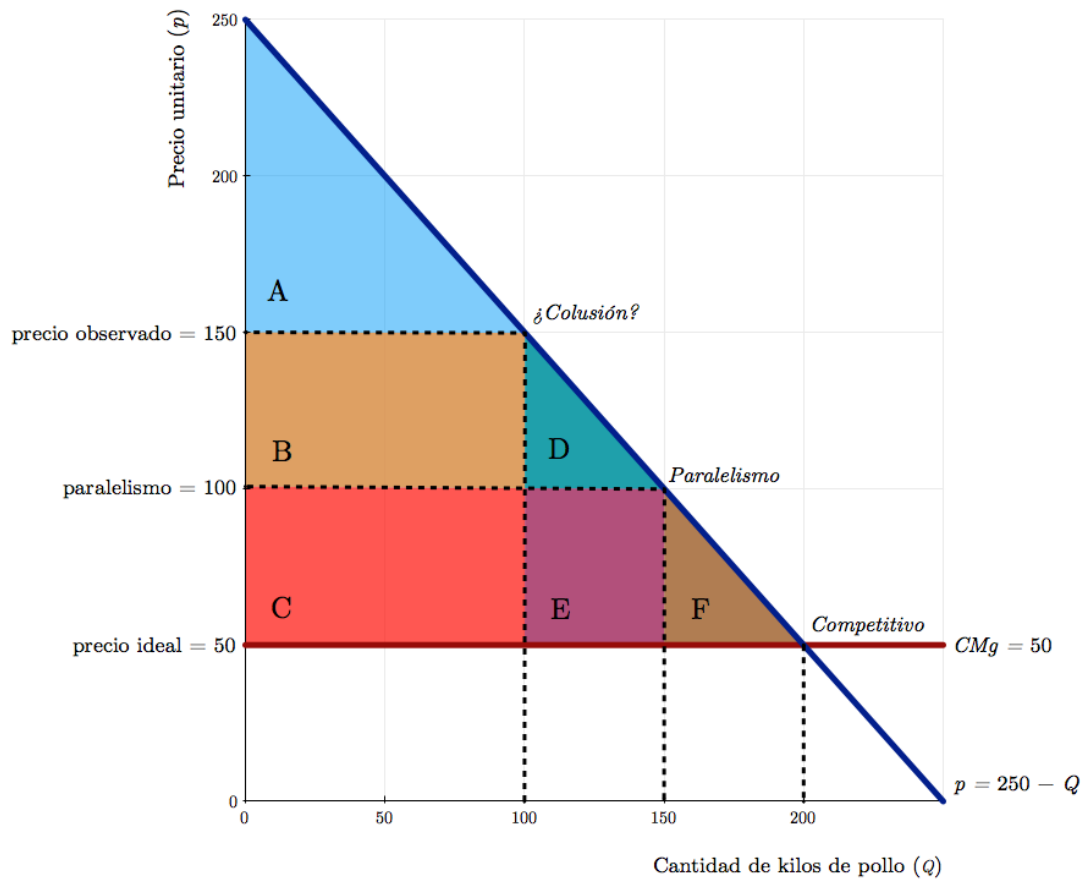 Precio unitario (p)
250
200
A
¿Colusión?
precio observado = 150
B
D
Paralelismo
paralelismo = 100
C
E
F
Competitivo
precio ideal = 50
CMg = 50
p = 250 − Q
0
0
50
100
150
200
Cantidad de kilos de pollo (Q)